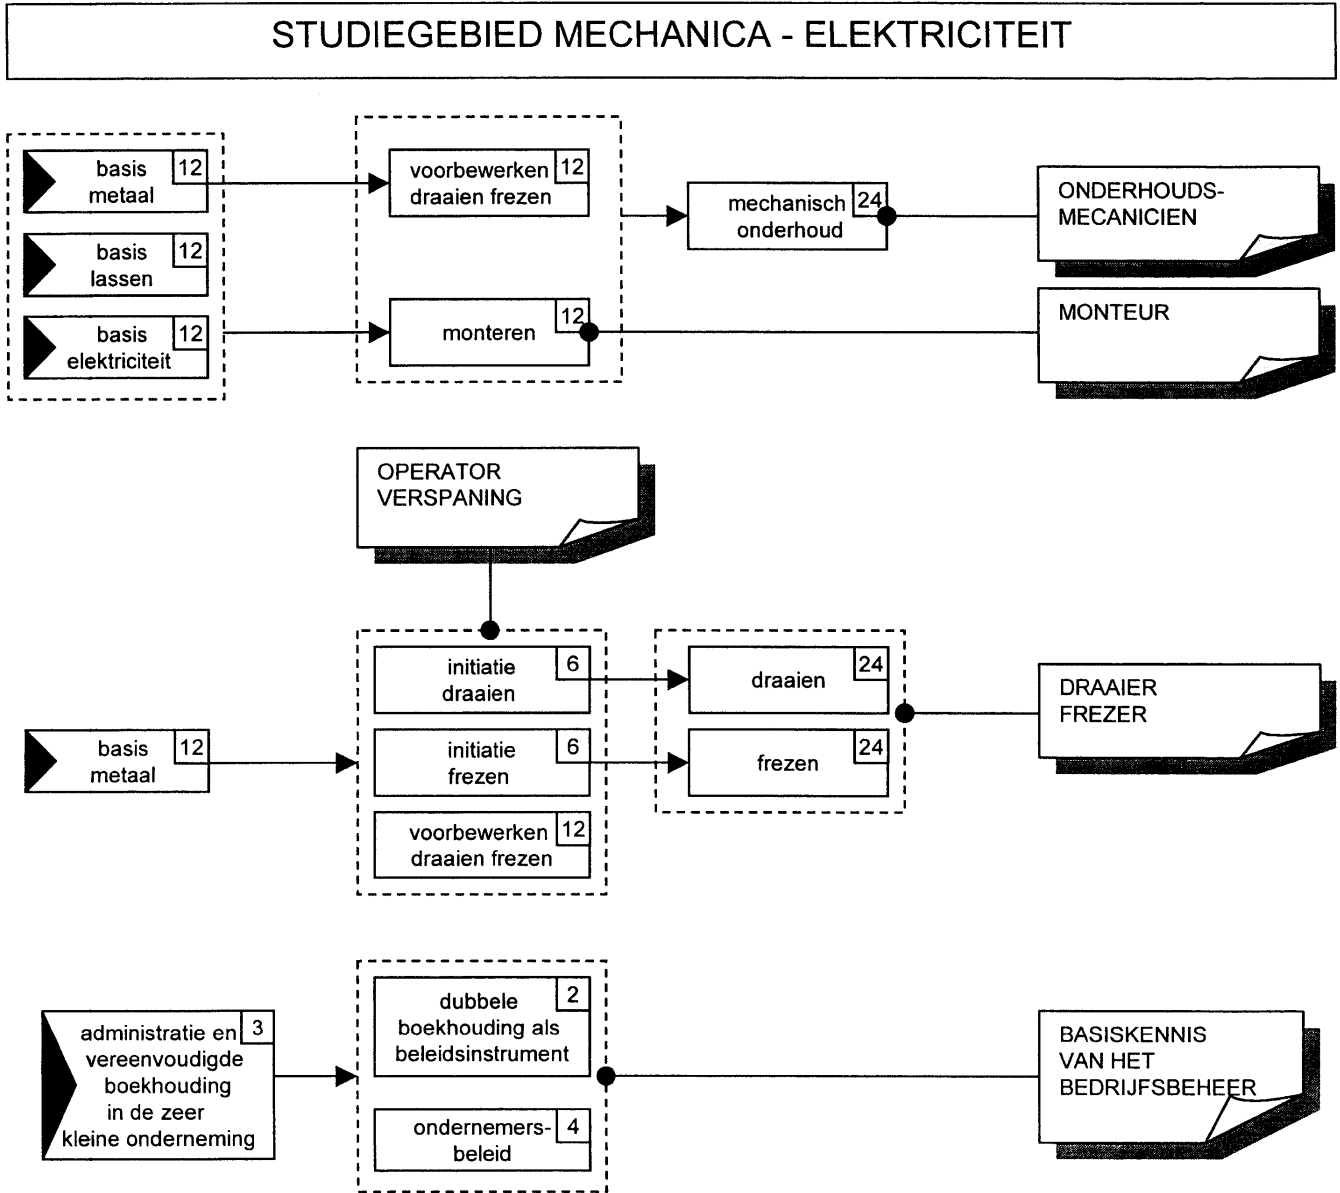 STUDIEGEBIED MECHANICA - ELEKTRICITEIT
basis
metaal
12
basis
lassen
12
basis
elektriciteit
12
voorbewerken
draaien frezen
12
monteren
12
mechanisch
onderhoud
24
ONDERHOUDS-
MECANICIEN
MONTEUR
OPERATOR
VERSPANING
basis
metaal
12
initiatie
draaien
6
initiatie
frezen
6
voorbewerken
draaien frezen
12
draaien
24
frezen
24
DRAAIER
FREZER
administratie en
vereenvoudigde
boekhouding
in de zeer
kleine onderneming
3
dubbele
boekhouding als
beleidsinstrument
2
ondernemers-
beleid
4
BASISKENNIS
VAN HET
BEDRIJFSBEHEER